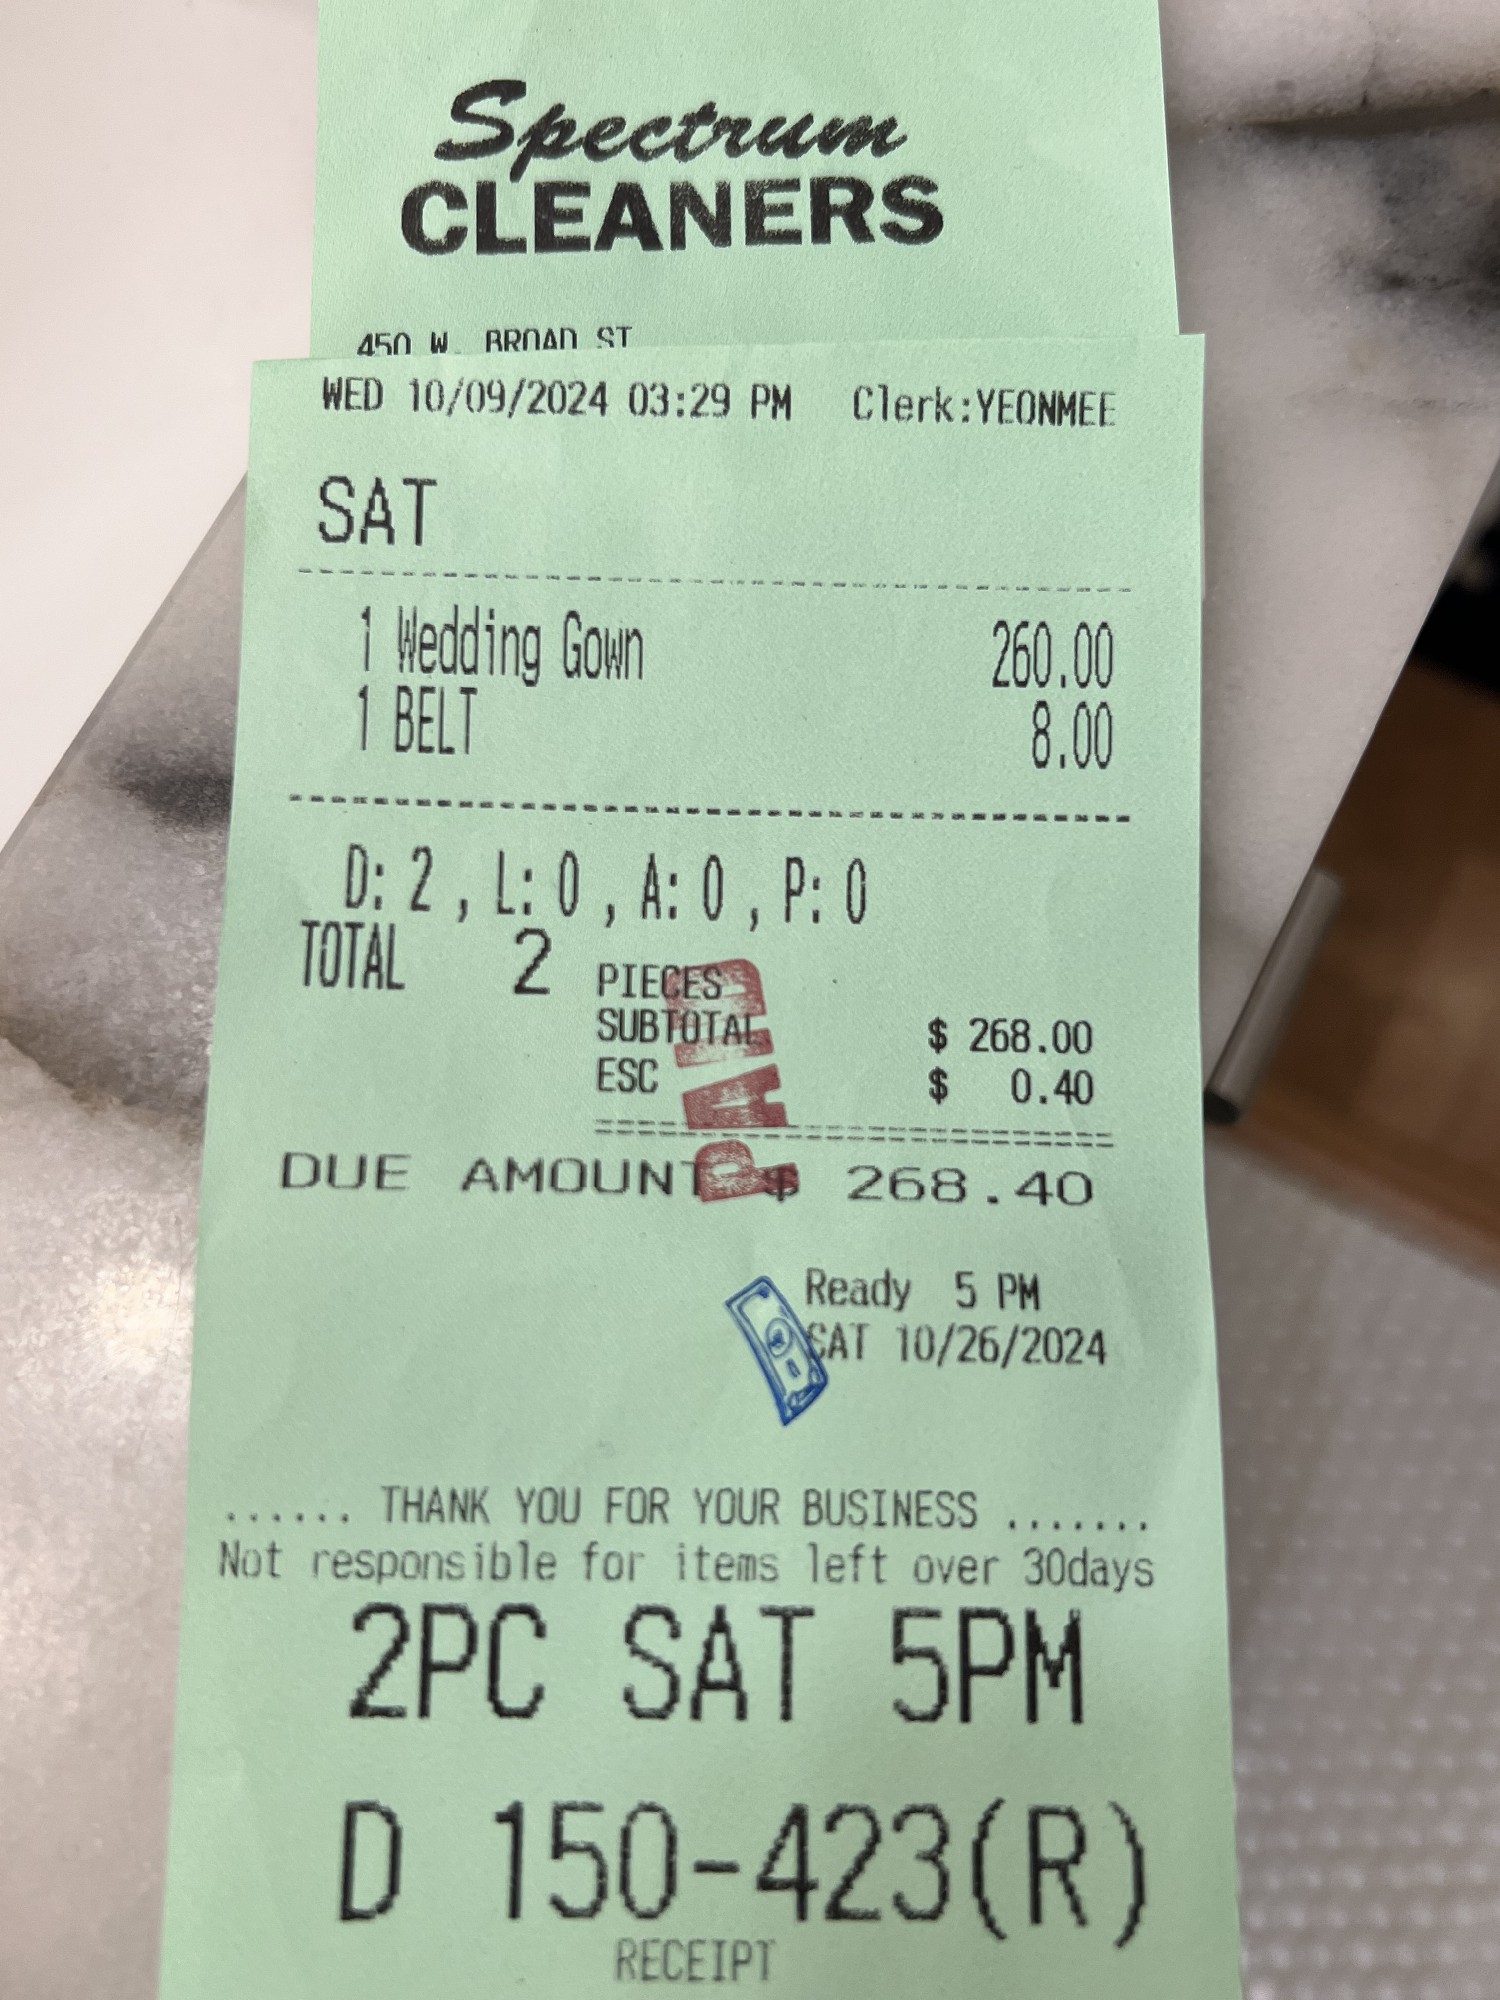 Spectrum
CLEANERS
450 W. BROAD ST
WED 10/09/2024 03:29 PM Clerk:YEONMEE
SAT
1 Wedding Gown 260.00
1 BELT 8.00
D: 2 , L: 0 , A: 0 , P: 0
TOTAL 2 PIECES
SUBTOTAL $ 268.00
ESC $ 0.40
PAID
DUE AMOUNT $ 268.40
Ready 5 PM
SAT 10/26/2024
...... THANK YOU FOR YOUR BUSINESS .......
Not responsible for items left over 30days
2PC SAT 5PM
D 150-423(R)
RECEIPT